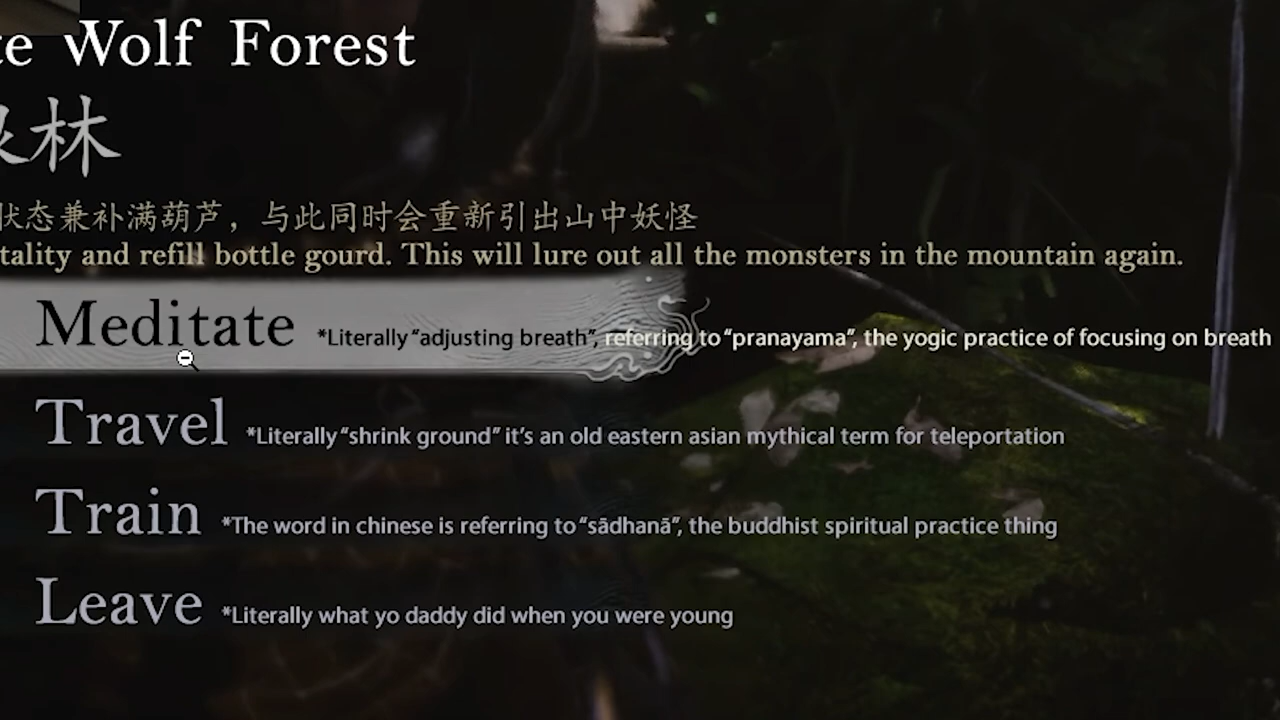 Wolf Forest
林
状态兼补满葫芦，与此同时会重新引出山中妖怪
tality and refill bottle gourd. This will lure out all the monsters in the mountain again.
Meditate *Literally “adjusting breath”, referring to “pranayama”, the yogic practice of focusing on breath
Travel *Literally “shrink ground” it’s an old eastern asian mythical term for teleportation
Train *The word in chinese is referring to “sādhanā”, the buddhist spiritual practice thing
Leave *Literally what yo daddy did when you were young